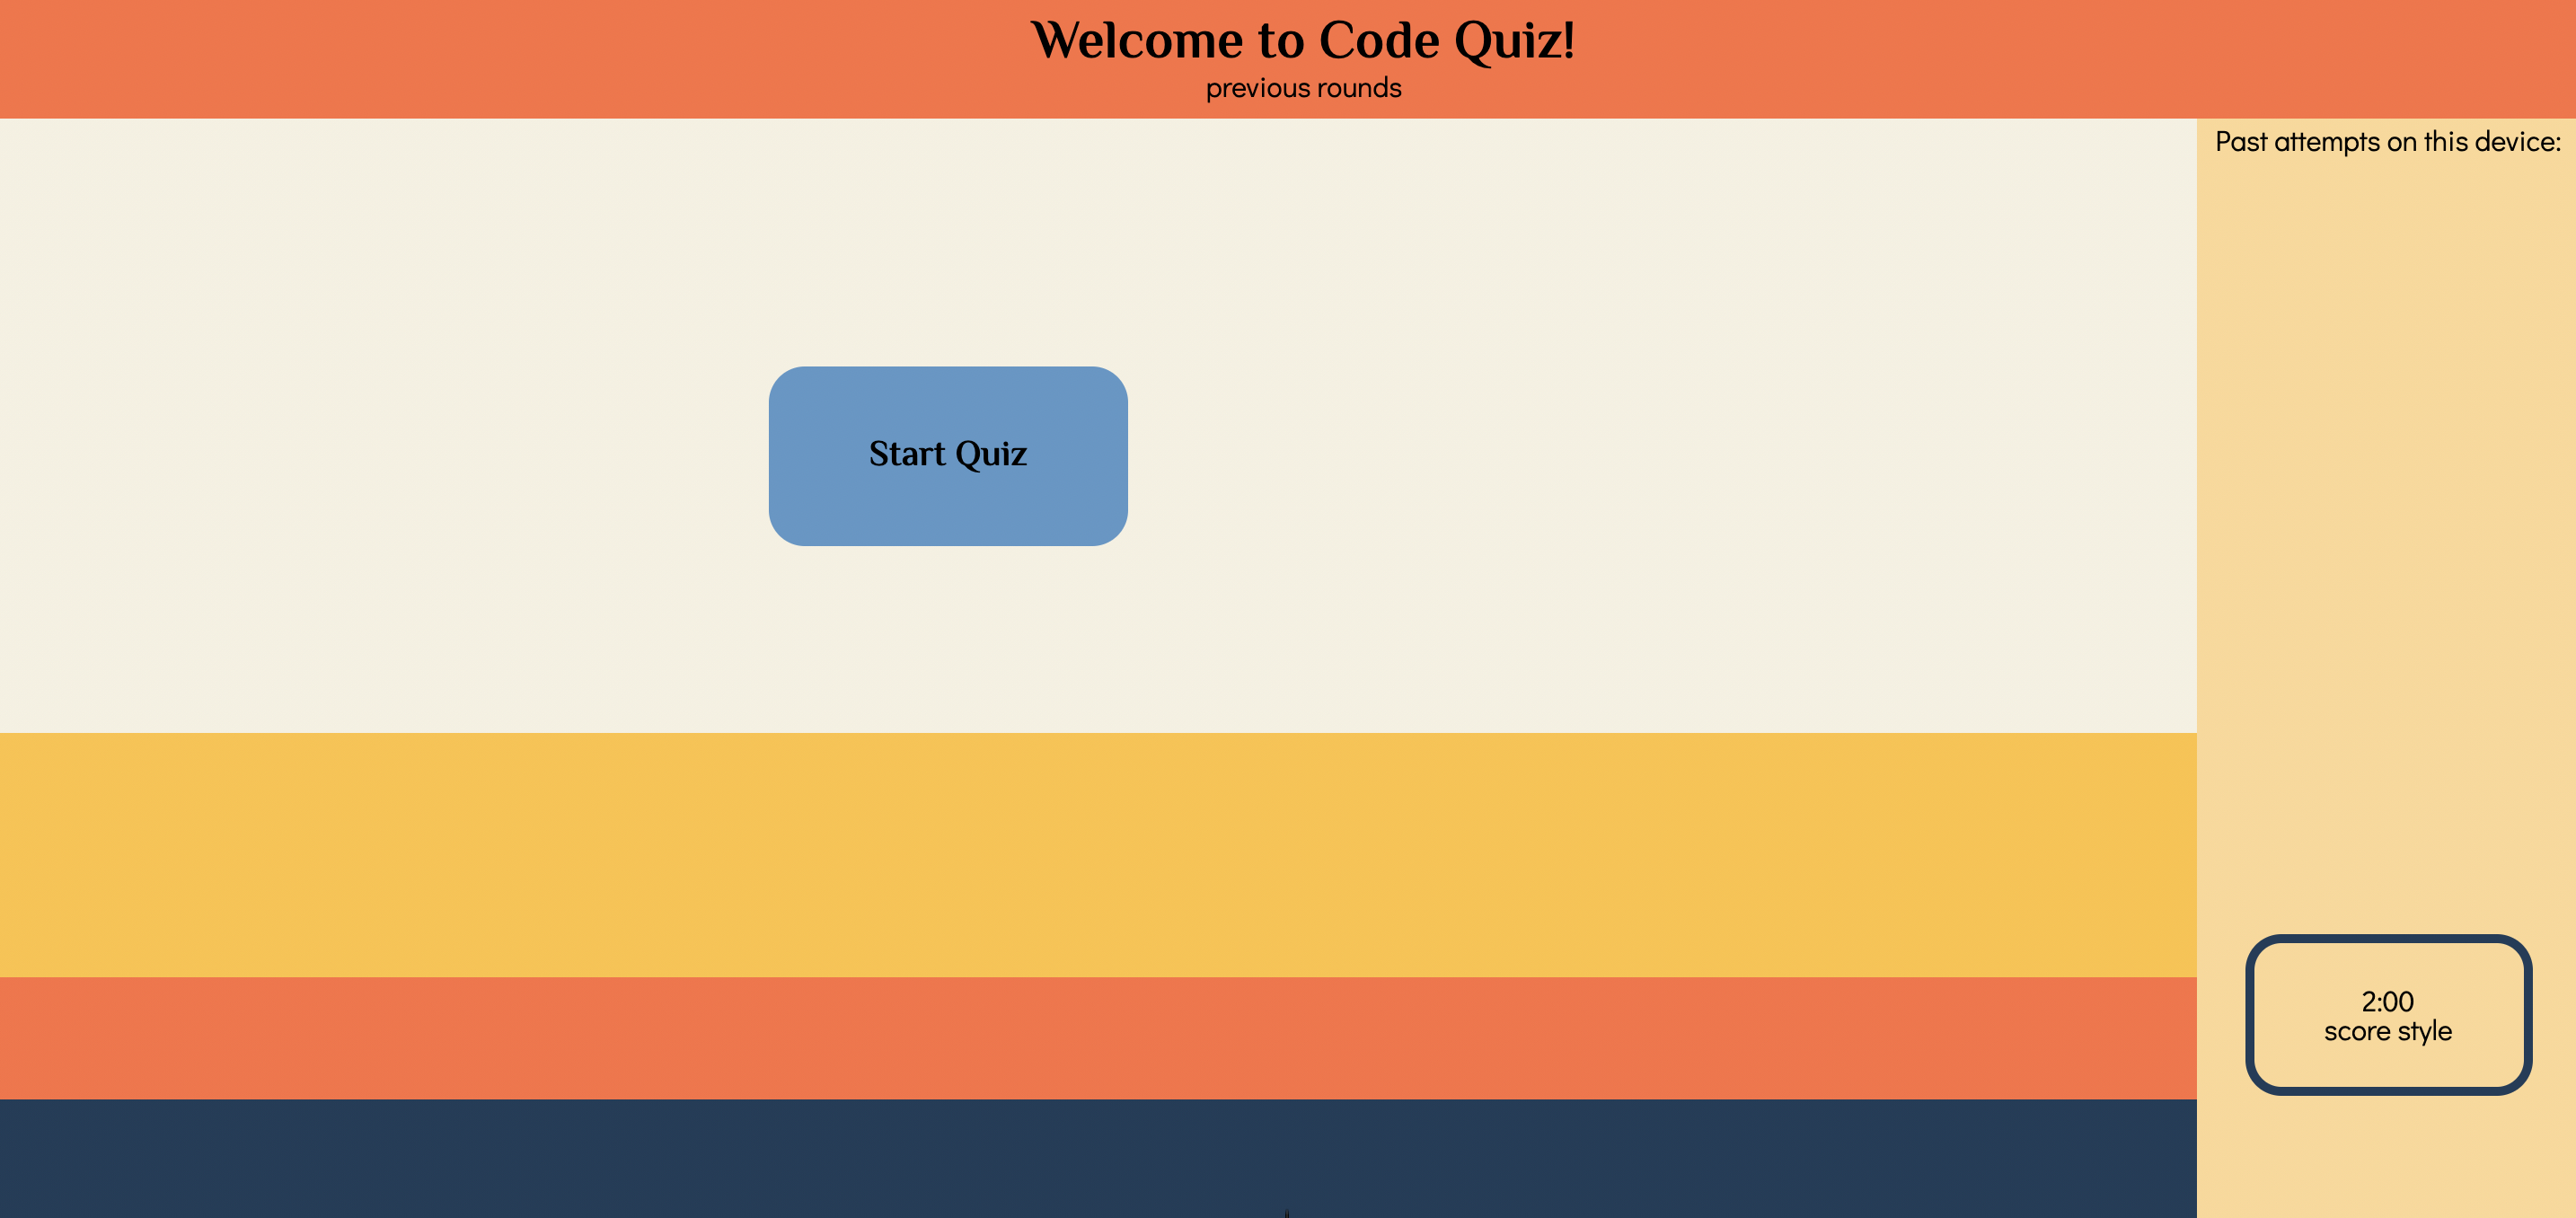 Welcome to Code Quiz!
previous rounds
Past attempts on this device:
Start Quiz
2:00
score style